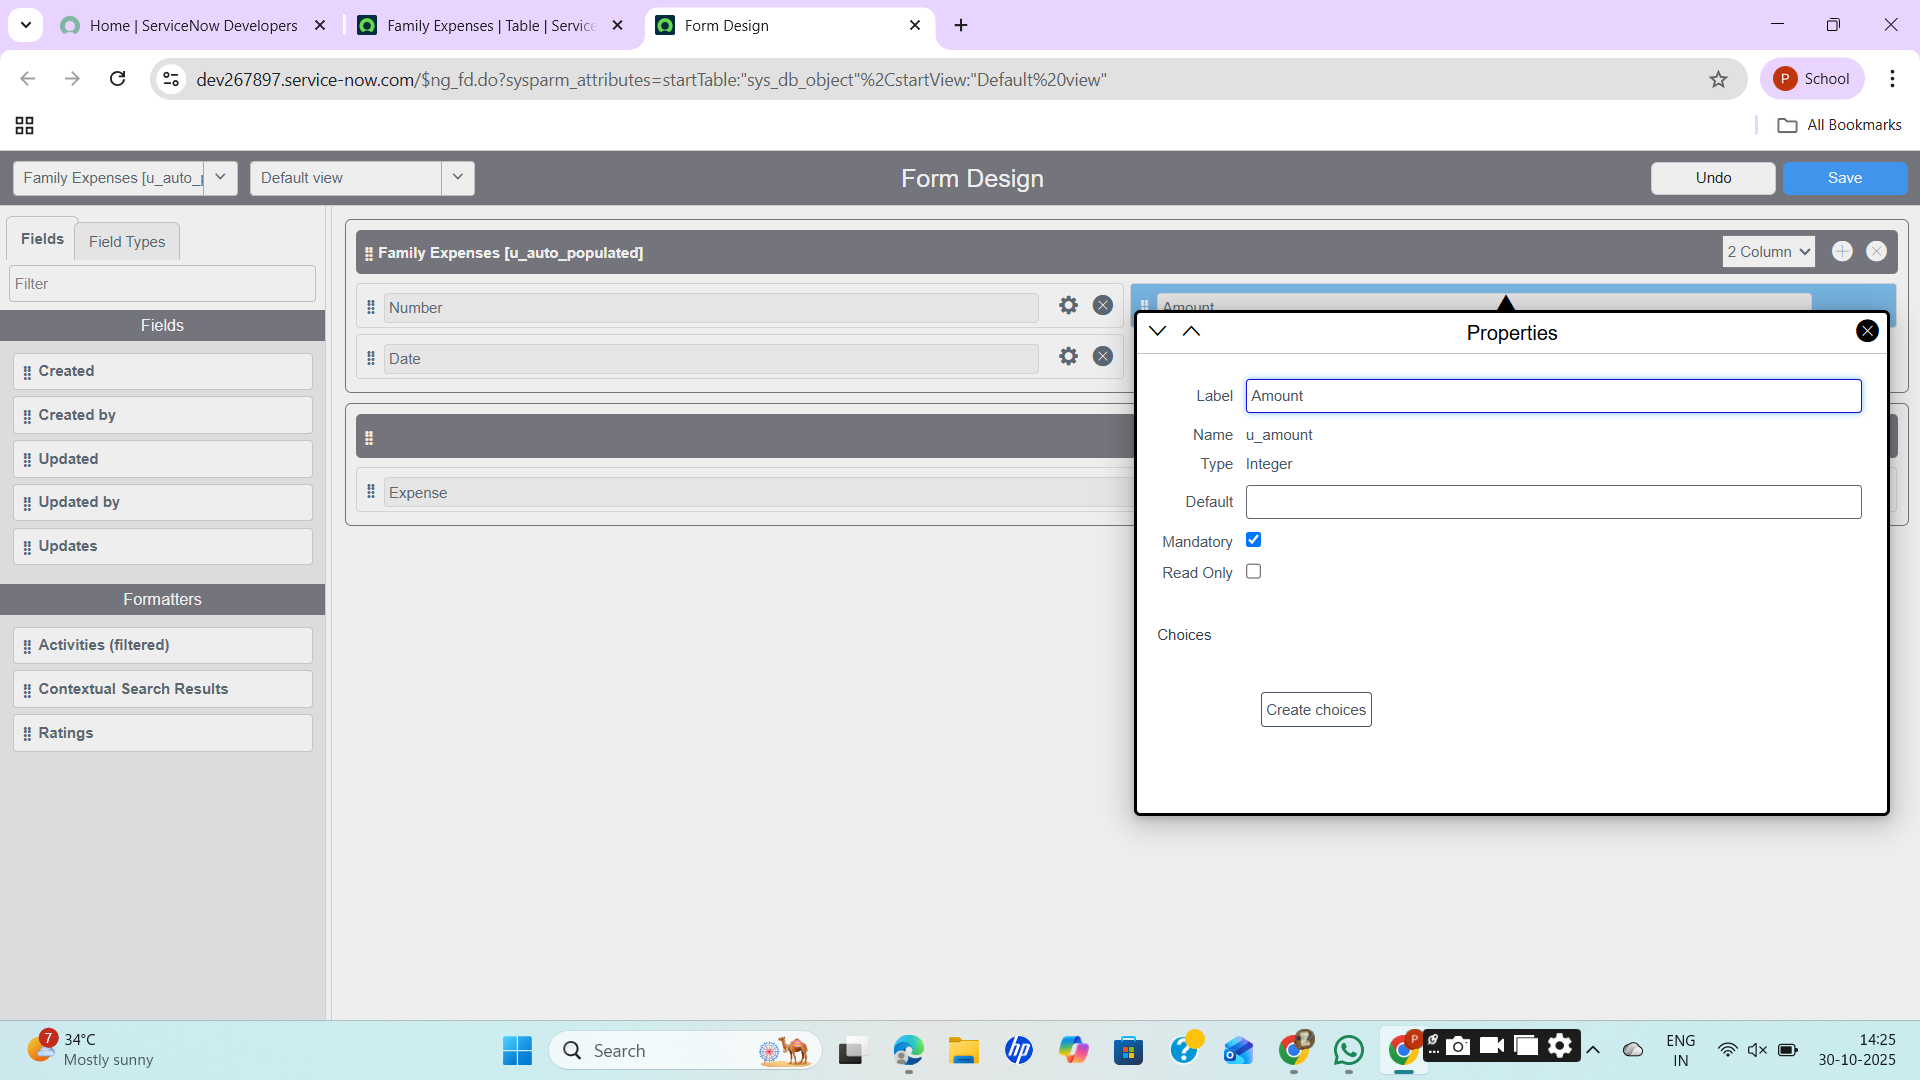 Home | ServiceNow Developers
Family Expenses | Table | Service
Form Design
dev267897.service-now.com/$ng_fd.do?sysparm_attributes=startTable:"sys_db_object"%2CstartView:"Default%20view"
P School
All Bookmarks
Family Expenses [u_auto_p
Default view
Form Design
Undo
Save
Fields
Field Types
Filter
Fields
Created
Created by
Updated
Updated by
Updates
Formatters
Activities (filtered)
Contextual Search Results
Ratings
Family Expenses [u_auto_populated]
2 Column
Number
Amount
Date
Expense
Properties
Label Amount
Name u_amount
Type Integer
Default
Mandatory
Read Only
Choices
Create choices
7
34°C
Mostly sunny
Search
hp
P
ENG
IN
14:25
30-10-2025